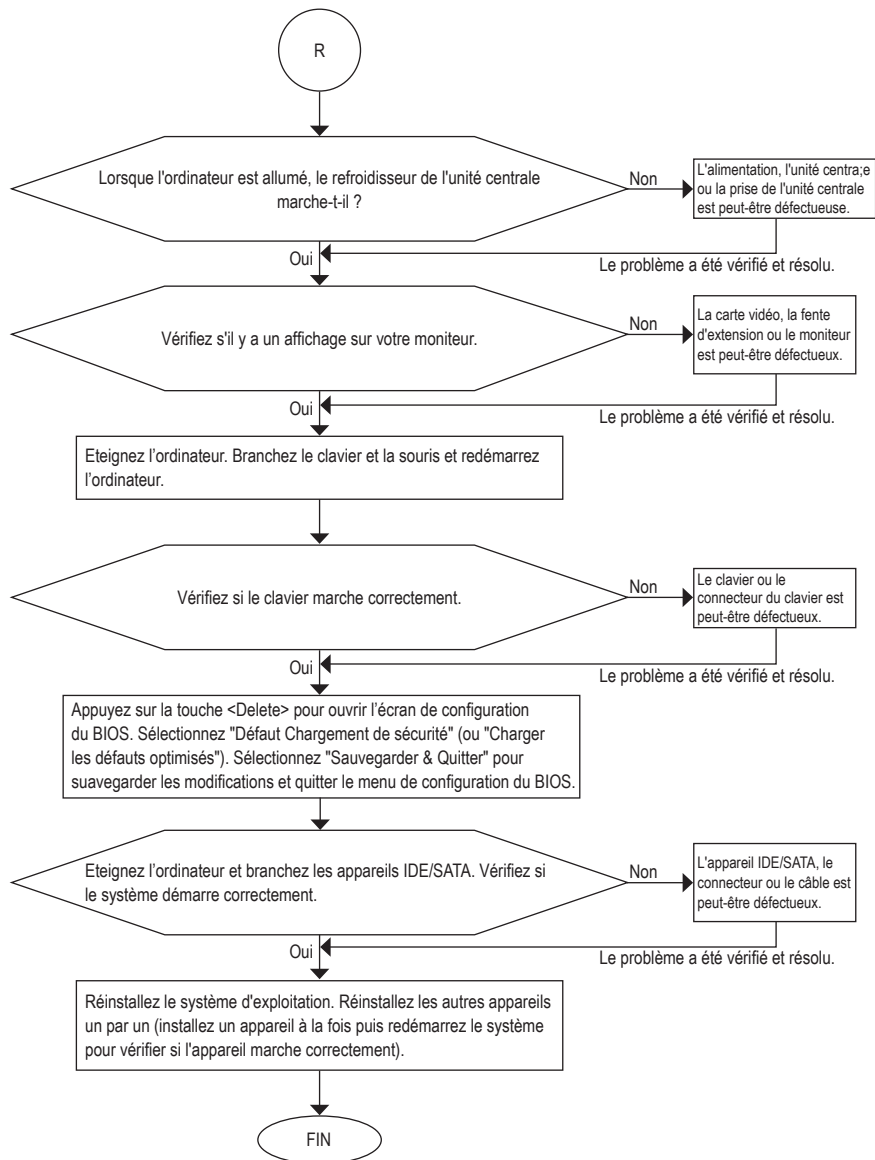 R
Lorsque l'ordinateur est allumé, le refroidisseur de l'unité centrale
marche-t-il ?
Non
L'alimentation, l'unité centra;e
ou la prise de l'unité centrale
est peut-être défectueuse.
Oui
Le problème a été vérifié et résolu.
Vérifiez s'il y a un affichage sur votre moniteur.
Non
La carte vidéo, la fente
d'extension ou le moniteur
est peut-être défectueux.
Oui
Le problème a été vérifié et résolu.
Eteignez l’ordinateur. Branchez le clavier et la souris et redémarrez
l’ordinateur.
Vérifiez si le clavier marche correctement.
Non
Le clavier ou le
connecteur du clavier est
peut-être défectueux.
Oui
Le problème a été vérifié et résolu.
Appuyez sur la touche <Delete> pour ouvrir l’écran de configuration
du BIOS. Sélectionnez "Défaut Chargement de sécurité" (ou "Charger
les défauts optimisés"). Sélectionnez "Sauvegarder & Quitter" pour
suavegarder les modifications et quitter le menu de configuration du BIOS.
Eteignez l’ordinateur et branchez les appareils IDE/SATA. Vérifiez si
le système démarre correctement.
Non
L'appareil IDE/SATA, le
connecteur ou le câble est
peut-être défectueux.
Oui
Le problème a été vérifié et résolu.
Réinstallez le système d'exploitation. Réinstallez les autres appareils
un par un (installez un appareil à la fois puis redémarrez le système
pour vérifier si l'appareil marche correctement).
FIN